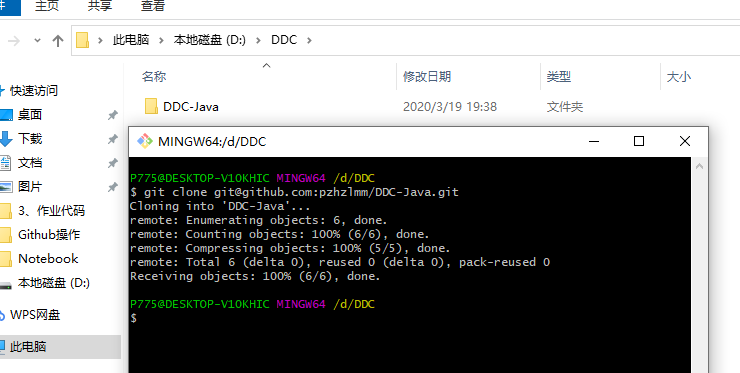 主页 共享 查看
此电脑 本地磁盘 (D:) DDC
名称 修改日期 类型 大小
快速访问
DDC-Java 2020/3/19 19:38 文件夹
桌面
下载
文档
图片
3、作业代码
Github操作
Notebook
本地磁盘 (D:)
WPS网盘
此电脑
MINGW64:/d/DDC
P775@DESKTOP-V10KHIC MINGW64 /d/DDC
$ git clone git@github.com:pzhzlmm/DDC-Java.git
Cloning into 'DDC-Java'...
remote: Enumerating objects: 6, done.
remote: Counting objects: 100% (6/6), done.
remote: Compressing objects: 100% (5/5), done.
remote: Total 6 (delta 0), reused 0 (delta 0), pack-reused 0
Receiving objects: 100% (6/6), done.
P775@DESKTOP-V10KHIC MINGW64 /d/DDC
$